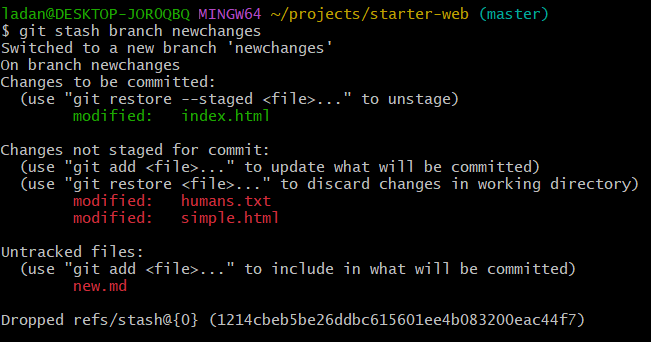 ladan@DESKTOP-JOROQBQ MINGW64 ~/projects/starter-web (master)
$ git stash branch newchanges
Switched to a new branch 'newchanges'
On branch newchanges
Changes to be committed:
  (use "git restore --staged <file>..." to unstage)
        modified:   index.html

Changes not staged for commit:
  (use "git add <file>..." to update what will be committed)
  (use "git restore <file>..." to discard changes in working directory)
        modified:   humans.txt
        modified:   simple.html

Untracked files:
  (use "git add <file>..." to include in what will be committed)
        new.md

Dropped refs/stash@{0} (1214cbeb5be26ddbc615601ee4b083200eac44f7)